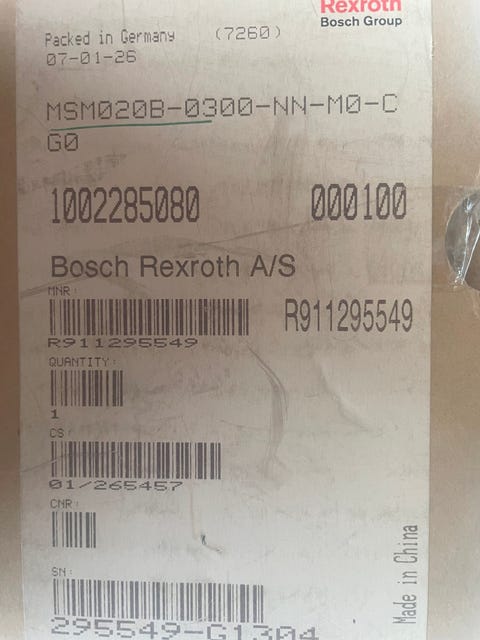 Rexroth
Bosch Group
Packed in Germany (7260)
07-01-26
MSM020B-0300-NN-M0-C
G0
1002285080 000100
Bosch Rexroth A/S
MNR:
R911295549
R911295549
QUANTITY:
1
CS:
01/265457
CNR:
SN:
295549-G1304
Made in China